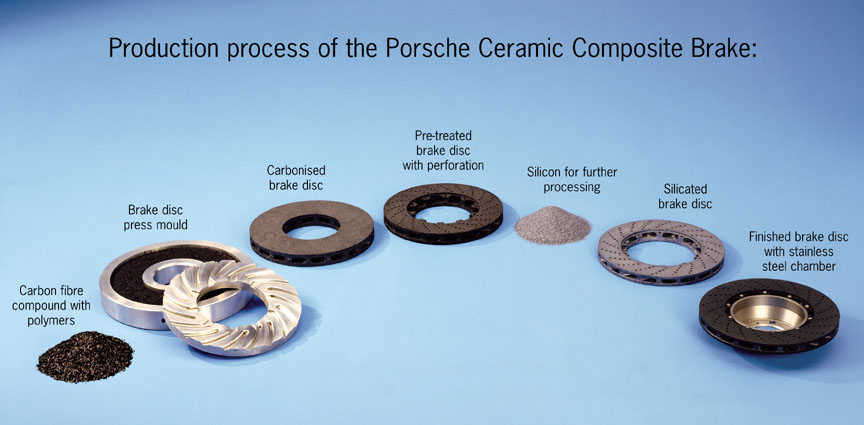 Production process of the Porsche Ceramic Composite Brake:
Carbon fibre
compound with
polymers
Brake disc
press mould
Carbonised
brake disc
Pre-treated
brake disc
with perforation
Silicon for further
processing
Silicated
brake disc
Finished brake disc
with stainless
steel chamber